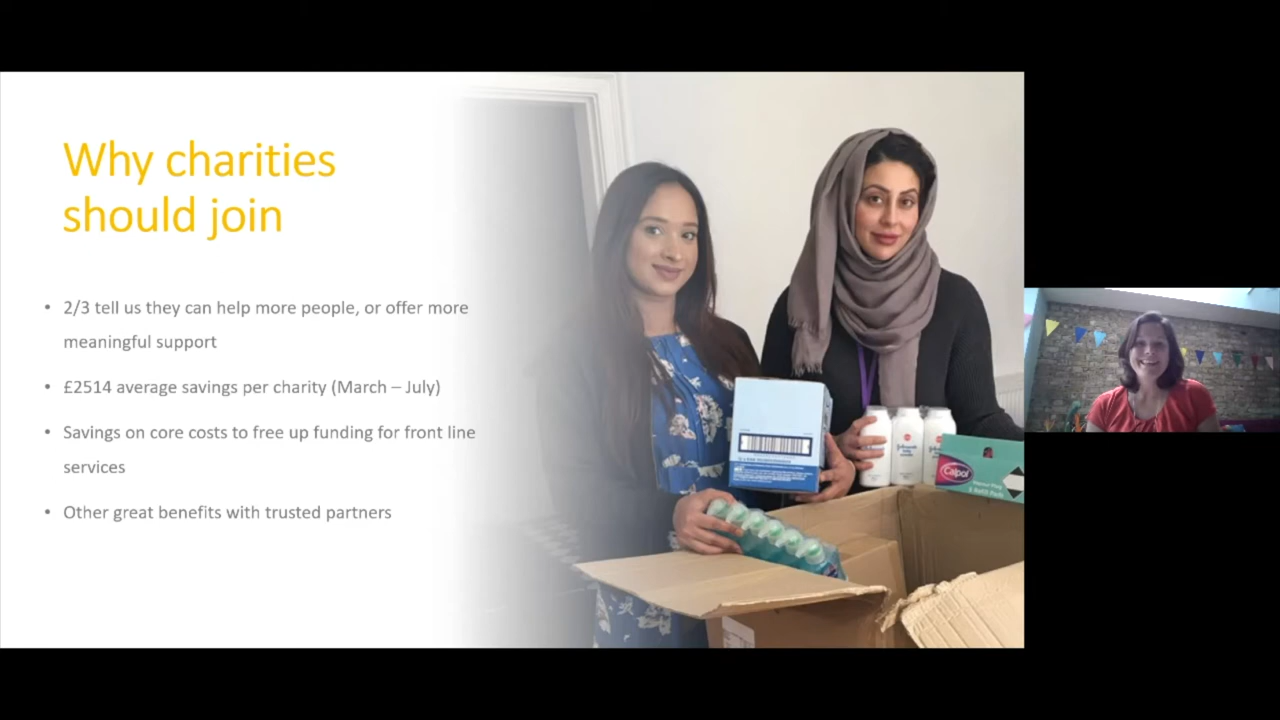 Why charities
should join
• 2/3 tell us they can help more people, or offer more
meaningful support
• £2514 average savings per charity (March – July)
• Savings on core costs to free up funding for front line
services
• Other great benefits with trusted partners
Johnson's
Calpol